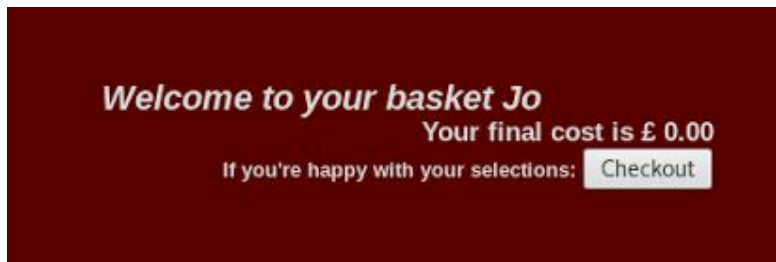 Welcome to your basket Jo
Your final cost is £ 0.00
If you're happy with your selections: Checkout